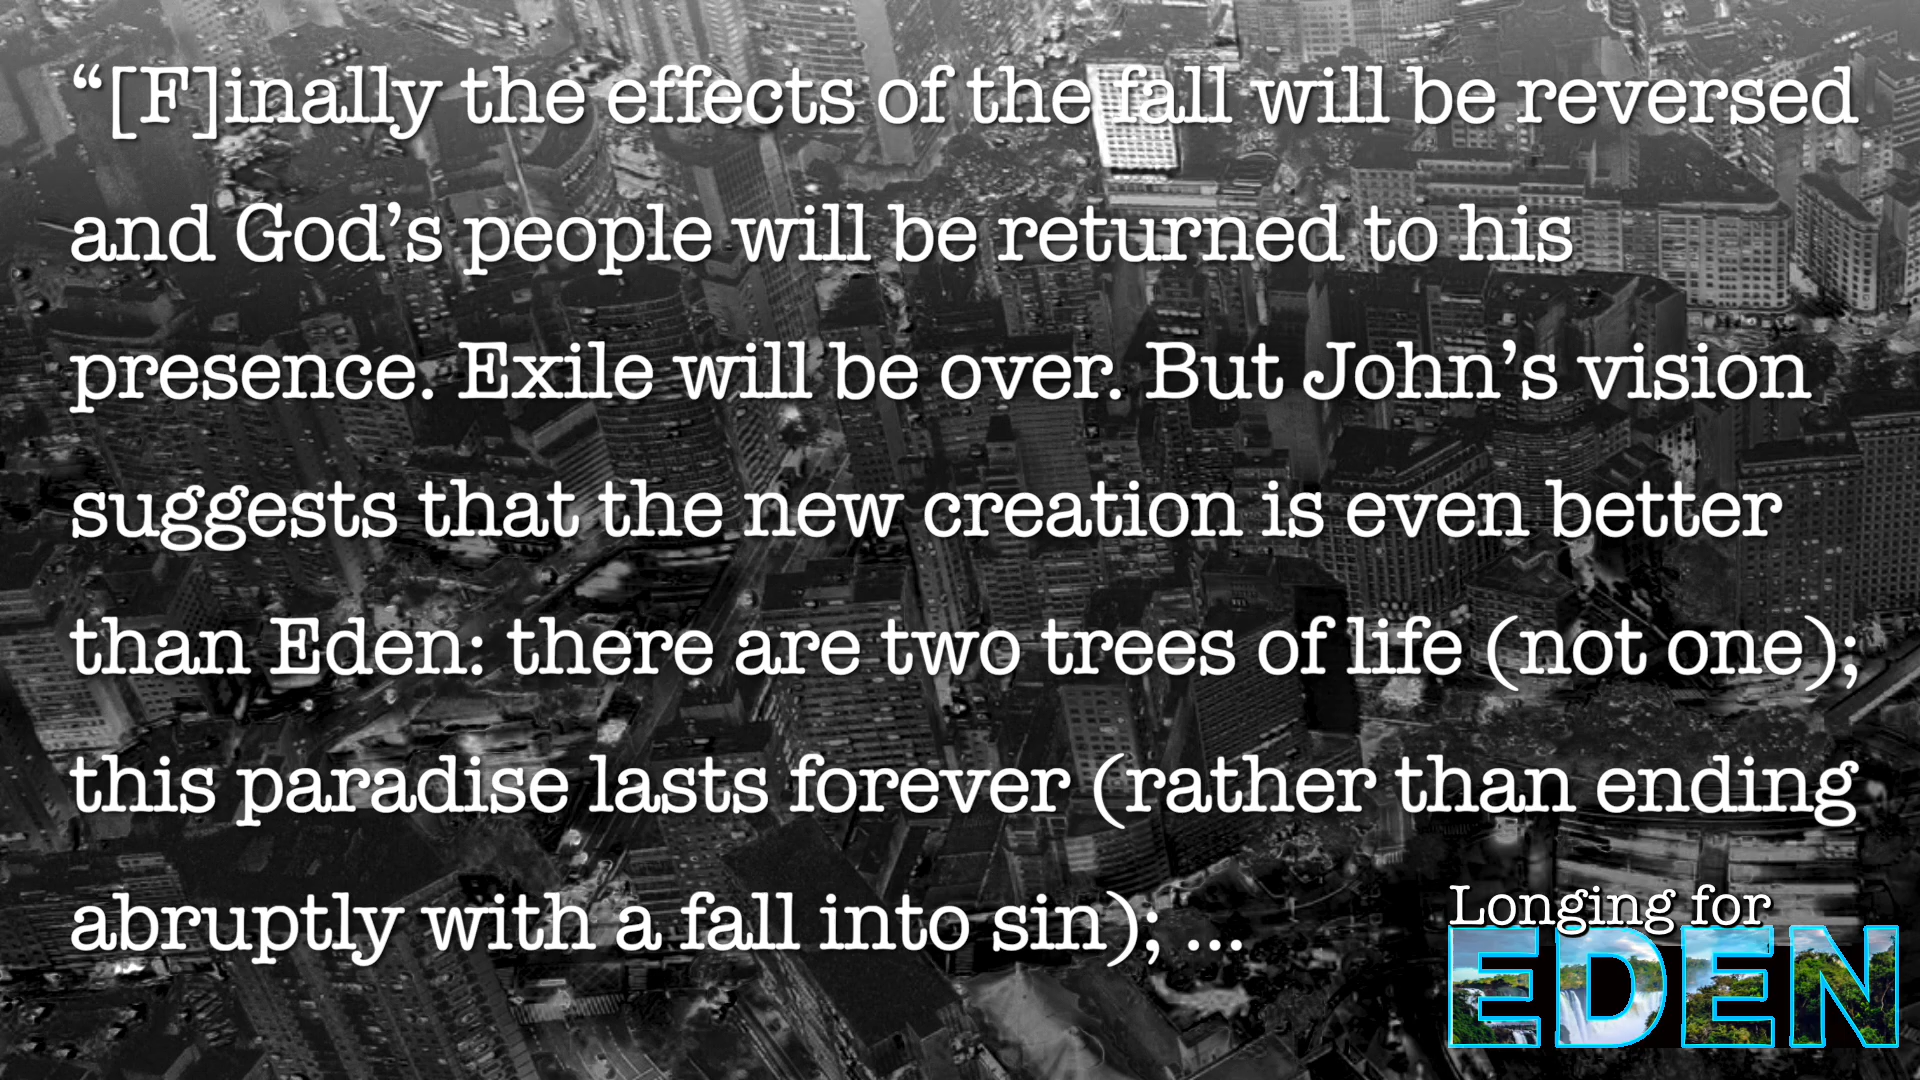 “[F]inally the effects of the fall will be reversed
and God’s people will be returned to his
presence. Exile will be over. But John’s vision
suggests that the new creation is even better
than Eden: there are two trees of life (not one);
this paradise lasts forever (rather than ending
abruptly with a fall into sin); ...
Longing for
EDEN